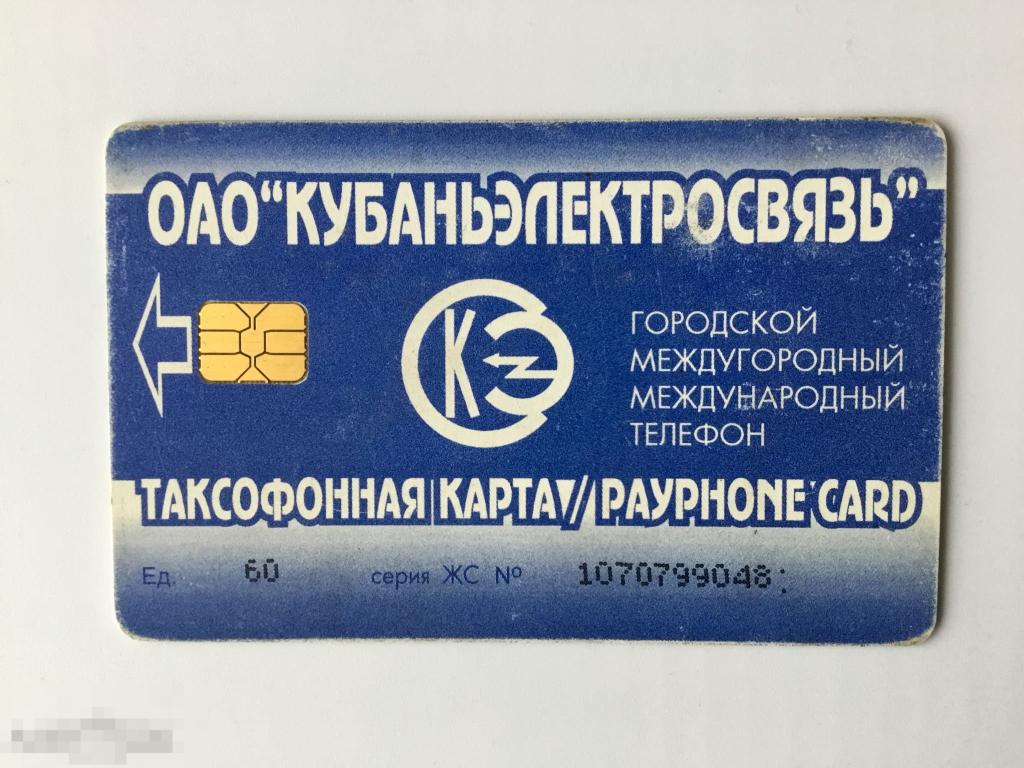 ОАО “КУБАНЬЭЛЕКТРОСВЯЗЬ”
КЭ
ГОРОДСКОЙ
МЕЖДУГОРОДНЫЙ
МЕЖДУНАРОДНЫЙ
ТЕЛЕФОН
ТАКСОФОННАЯ КАРТА // PAYPHONE CARD
Ед. 60 серия ЖС № 1070799048: